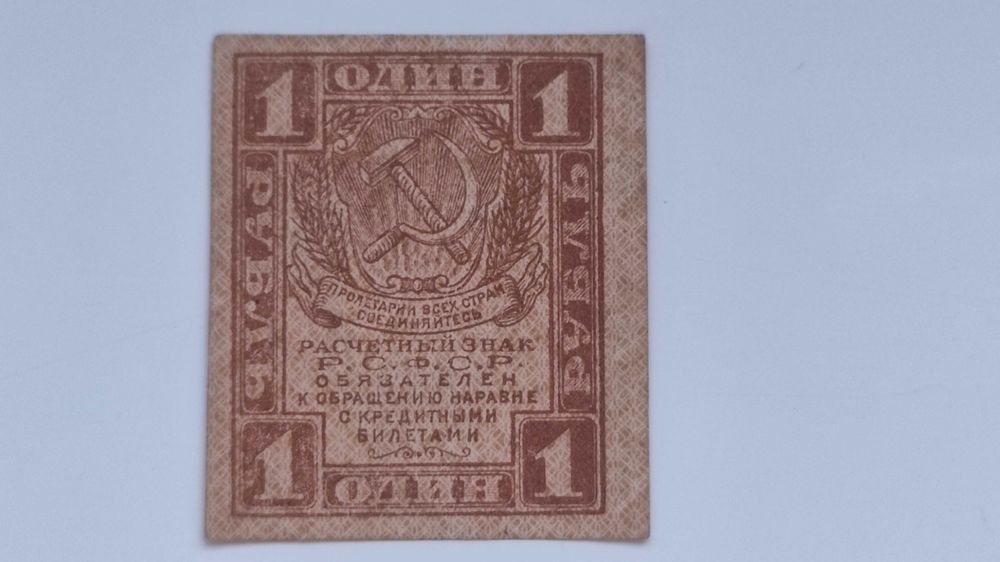 1 ОДИН 1
РУБЛЬ
РУБЛЬ
ПРОЛЕТАРИИ ВСЕХ СТРАН
СОЕДИНЯЙТЕСЬ
РАСЧЕТНЫЙ ЗНАК
Р.С.Ф.С.Р.
ОБЯЗАТЕЛЕН
К ОБРАЩЕНИЮ НАРАВНЕ
С КРЕДИТНЫМИ
БИЛЕТАМИ
1 ОДИН 1